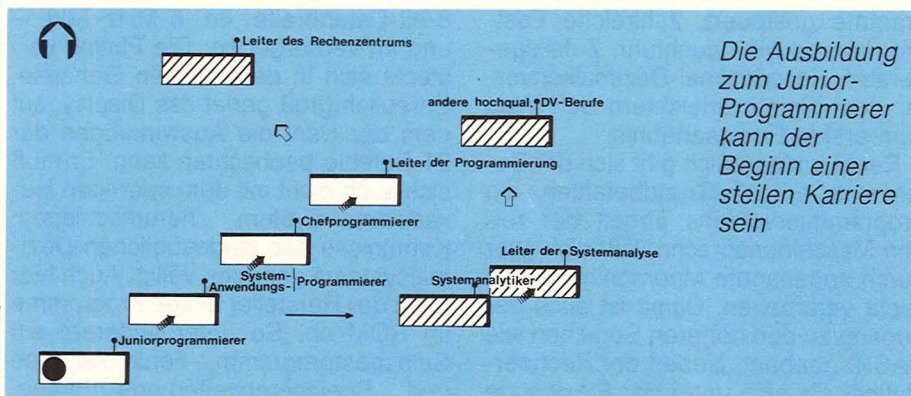 Leiter des Rechenzentrums
andere hochqual. DV-Berufe
Leiter der Programmierung
Chefprogrammierer
Leiter der Systemanalyse
System-
Anwendungs- Programmierer
Systemanalytiker
Juniorprogrammierer
Die Ausbildung
zum Junior-
Programmierer
kann der
Beginn einer
steilen Karriere
sein